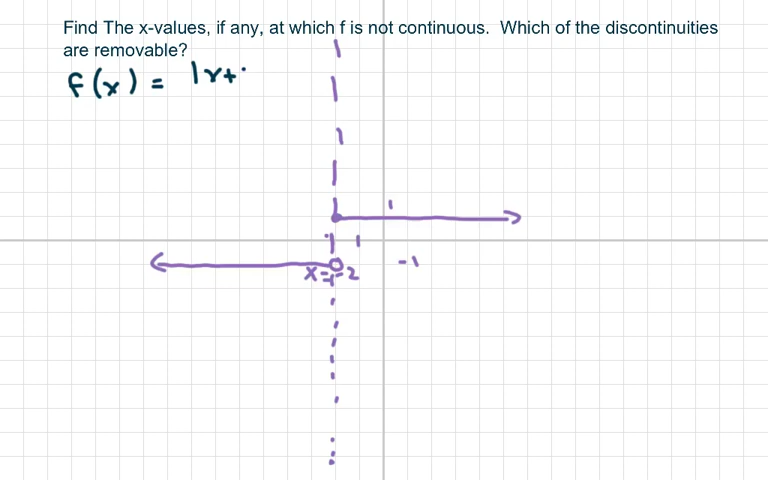 Find The x-values, if any, at which f is not continuous. Which of the discontinuities
are removable?
f(x) = |x+
1
-1
x=-2